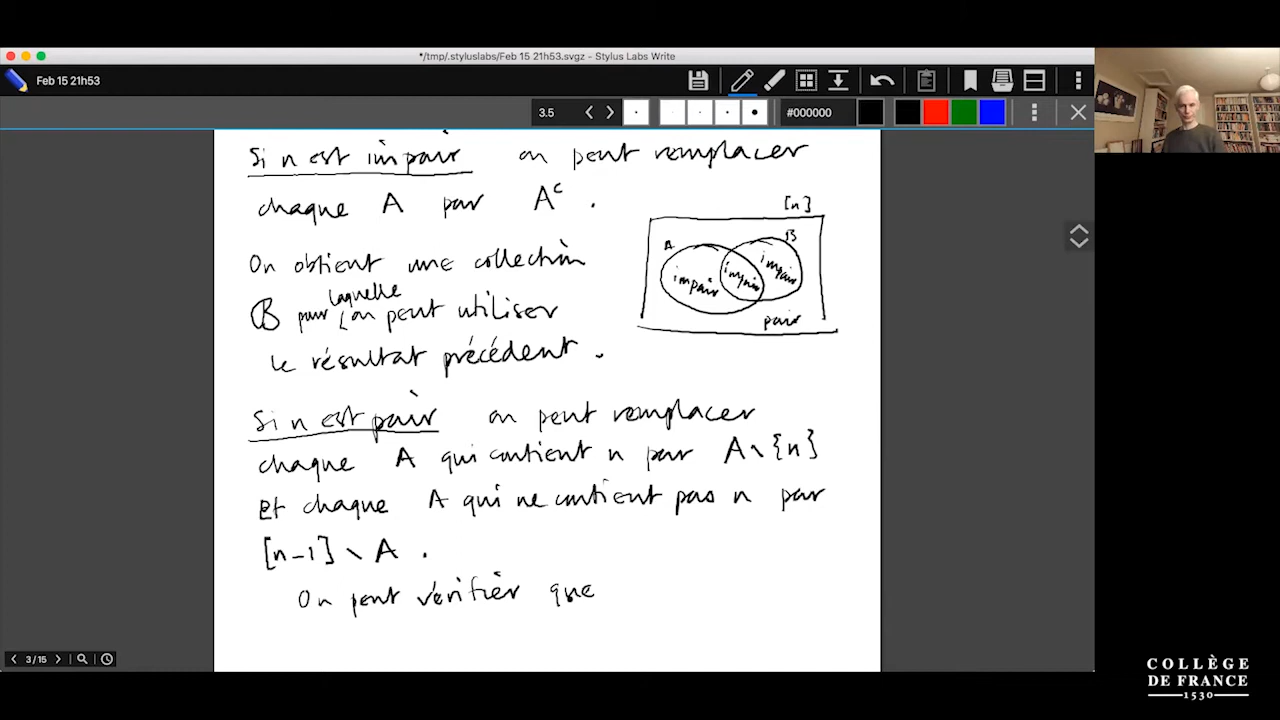 */tmp/.styluslabs/Feb 15 21h53.svgz - Stylus Labs Write
Feb 15 21h53
3.5
#000000
Si n est impair on peut remplacer
chaque A par Aᶜ .
[n]
A B
impair impair impair
pair
On obtient une collection
B pour laquelle on peut utiliser
le résultat précédent .
Si n est pair on peut remplacer
chaque A qui contient n par A \ {n}
Et chaque A qui ne contient pas n par
[n-1] \ A .
On peut vérifier que
3/15
COLLÈGE
DE FRANCE
1530